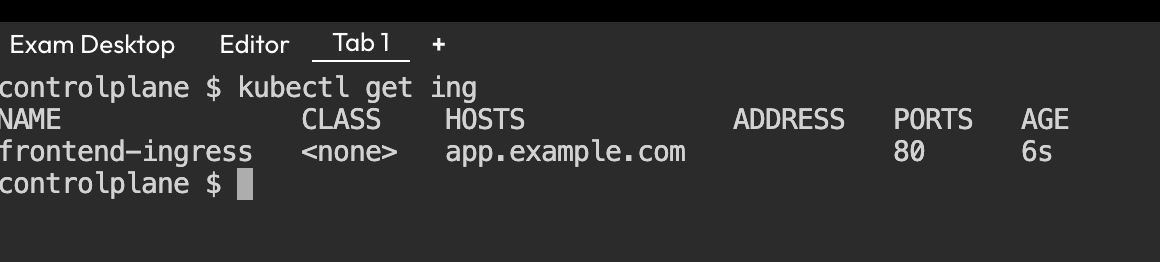 Exam Desktop Editor Tab 1 +
controlplane $ kubectl get ing
NAME CLASS HOSTS ADDRESS PORTS AGE
frontend-ingress <none> app.example.com 80 6s
controlplane $